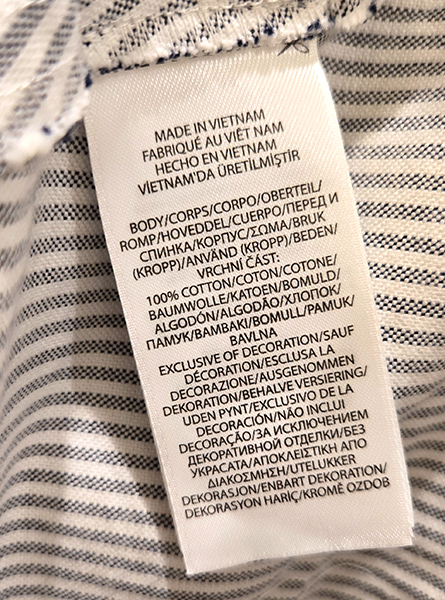 MADE IN VIETNAM
FABRIQUÉ AU VIÊT NAM
HECHO EN VIETNAM
VİETNAM'DA ÜRETİLMİŞTİR
BODY/CORPS/CORPO/OBERTEIL/
ROMP/HOVEDDEL/CUERPO/ПЕРЕД И
СПИНКА/КОРПУС/ΣΩΜΑ/BRUK
(KROPP)/ANVÄND (KROPP)/BEDEN/
VRCHNÍ ČÁST:
100% COTTON/COTON/COTONE/
BAUMWOLLE/KATOEN/BOMULD/
ALGODÓN/ALGODÃO/ХЛОПОК/
ПАМУК/ΒΑΜΒΑΚΙ/BOMULL/PAMUK/
BAVLNA
EXCLUSIVE OF DECORATION/SAUF
DÉCORATION/ESCLUSA LA
DECORAZIONE/AUSGENOMMEN
DEKORATION/BEHALVE VERSIERING/
UDEN PYNT/EXCLUSIVO DE LA
DECORACIÓN/NÃO INCLUI
DECORAÇÃO/ЗА ИСКЛЮЧЕНИЕМ
ДЕКОРАТИВНОЙ ОТДЕЛКИ/БЕЗ
УКРАСАТА/ΑΠΟΚΛΕΙΣΤΙΚΗ ΑΠΟ
ΔΙΑΚΟΣΜΗΣΗ/UTELUKKER
DEKORASJON/ENBART DEKORATION/
DEKORASYON HARİÇ/KROMĚ OZDOB